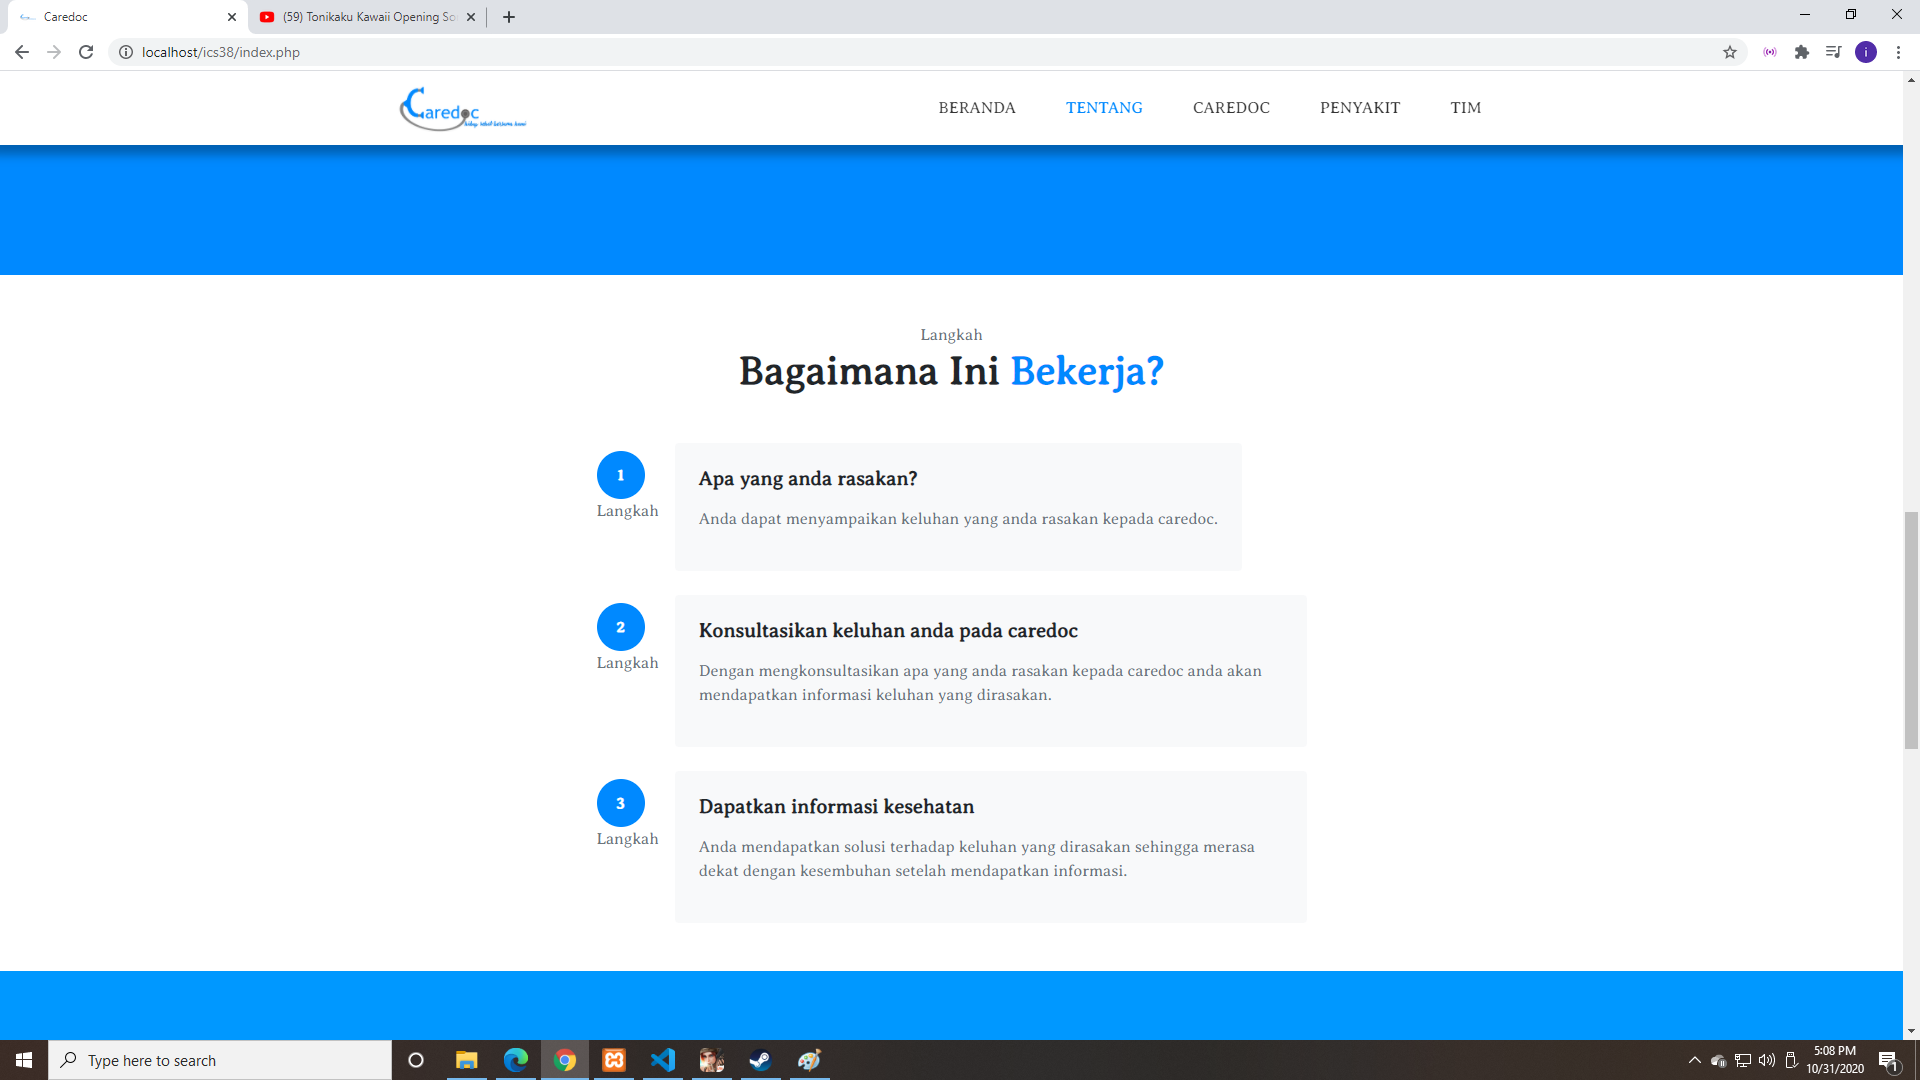 Caredoc
(59) Tonikaku Kawaii Opening So
localhost/ics38/index.php
i
Caredoc
BERANDA TENTANG CAREDOC PENYAKIT TIM
Langkah
Bagaimana Ini Bekerja?
1
Langkah
Apa yang anda rasakan?
Anda dapat menyampaikan keluhan yang anda rasakan kepada caredoc.
2
Langkah
Konsultasikan keluhan anda pada caredoc
Dengan mengkonsultasikan apa yang anda rasakan kepada caredoc anda akan
mendapatkan informasi keluhan yang dirasakan.
3
Langkah
Dapatkan informasi kesehatan
Anda mendapatkan solusi terhadap keluhan yang dirasakan sehingga merasa
dekat dengan kesembuhan setelah mendapatkan informasi.
Type here to search
5:08 PM
10/31/2020
1